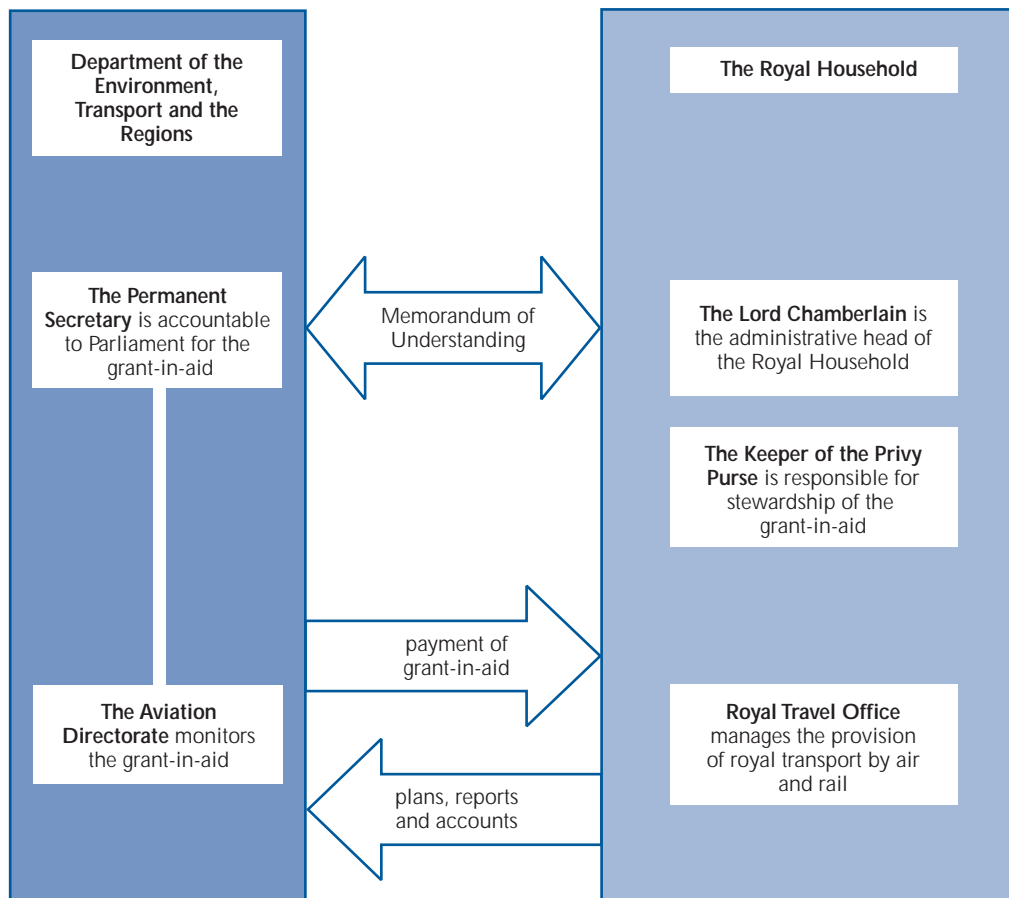 Department of the
Environment,
Transport and the
Regions
The Royal Household
The Permanent
Secretary is accountable
to Parliament for the
grant-in-aid
Memorandum of
Understanding
The Lord Chamberlain is
the administrative head of
the Royal Household
The Keeper of the Privy
Purse is responsible for
stewardship of the
grant-in-aid
payment of
grant-in-aid
The Aviation
Directorate monitors
the grant-in-aid
Royal Travel Office
manages the provision
of royal transport by air
and rail
plans, reports
and accounts